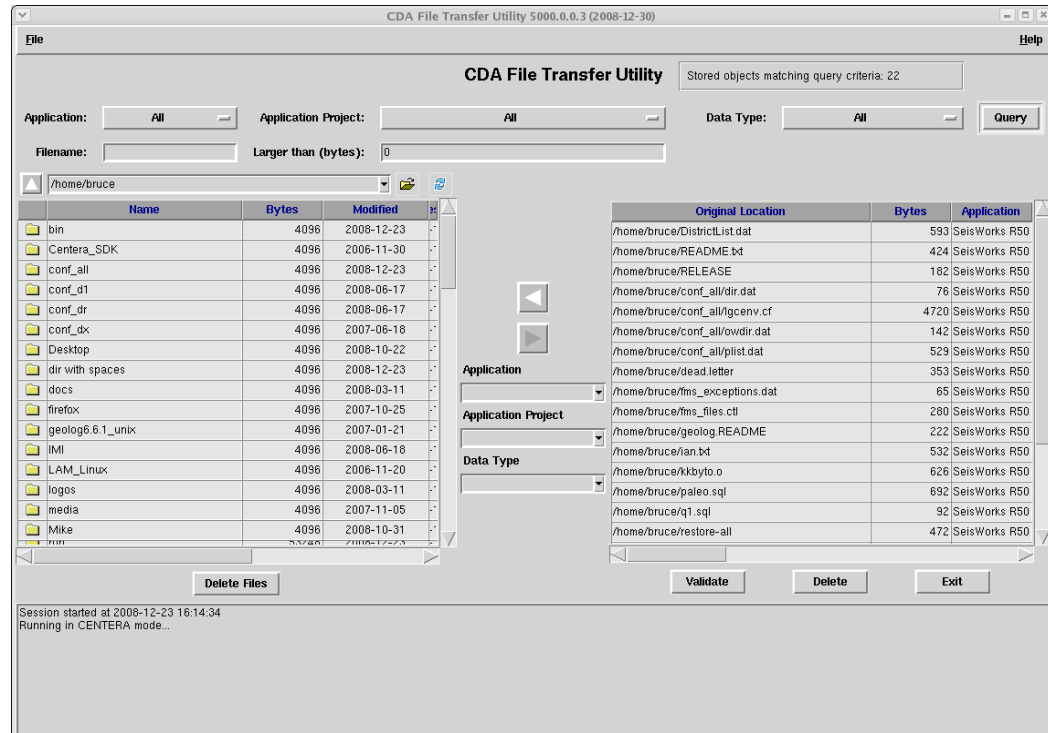 CDA File Transfer Utility 5000.0.0.3 (2008-12-30)
File Help
CDA File Transfer Utility Stored objects matching query criteria: 22
Application: All Application Project: All Data Type: All Query
Filename: Larger than (bytes): 0
/home/bruce
Name Bytes Modified
bin 4096 2008-12-23
Centera_SDK 4096 2006-11-30
conf_all 4096 2008-12-23
conf_d1 4096 2008-06-17
conf_dr 4096 2008-06-17
conf_dx 4096 2007-06-18
Desktop 4096 2008-10-22
dir with spaces 4096 2008-12-23
docs 4096 2008-03-11
firefox 4096 2007-10-25
geolog6.6.1_unix 4096 2007-01-21
IMI 4096 2008-06-18
LAM_Linux 4096 2006-11-20
logos 4096 2008-03-11
media 4096 2007-11-05
Mike 4096 2008-10-31
Delete Files
Application
Application Project
Data Type
Original Location Bytes Application
/home/bruce/DistrictList.dat 593 SeisWorks R50
/home/bruce/README.txt 424 SeisWorks R50
/home/bruce/RELEASE 182 SeisWorks R50
/home/bruce/conf_all/dir.dat 76 SeisWorks R50
/home/bruce/conf_all/lgcenv.cf 4720 SeisWorks R50
/home/bruce/conf_all/owdir.dat 142 SeisWorks R50
/home/bruce/conf_all/plist.dat 529 SeisWorks R50
/home/bruce/dead.letter 353 SeisWorks R50
/home/bruce/fms_exceptions.dat 65 SeisWorks R50
/home/bruce/fms_files.ctl 280 SeisWorks R50
/home/bruce/geolog.README 222 SeisWorks R50
/home/bruce/ian.txt 532 SeisWorks R50
/home/bruce/kkbyto.o 626 SeisWorks R50
/home/bruce/paleo.sql 692 SeisWorks R50
/home/bruce/q1.sql 92 SeisWorks R50
/home/bruce/restore-all 472 SeisWorks R50
Validate Delete Exit
Session started at 2008-12-23 16:14:34
Running in CENTERA mode...